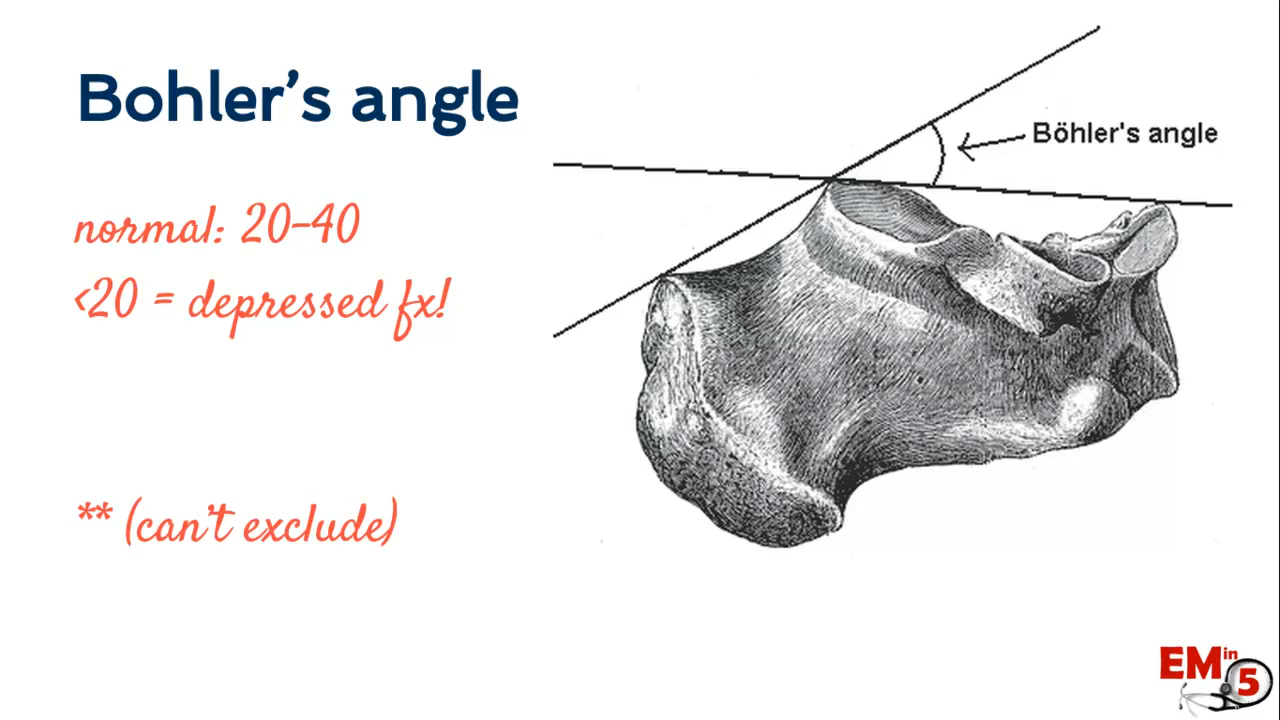 Bohler's angle
normal: 20-40
<20 = depressed fx!
** (can't exclude)
Böhler's angle
EM in 5